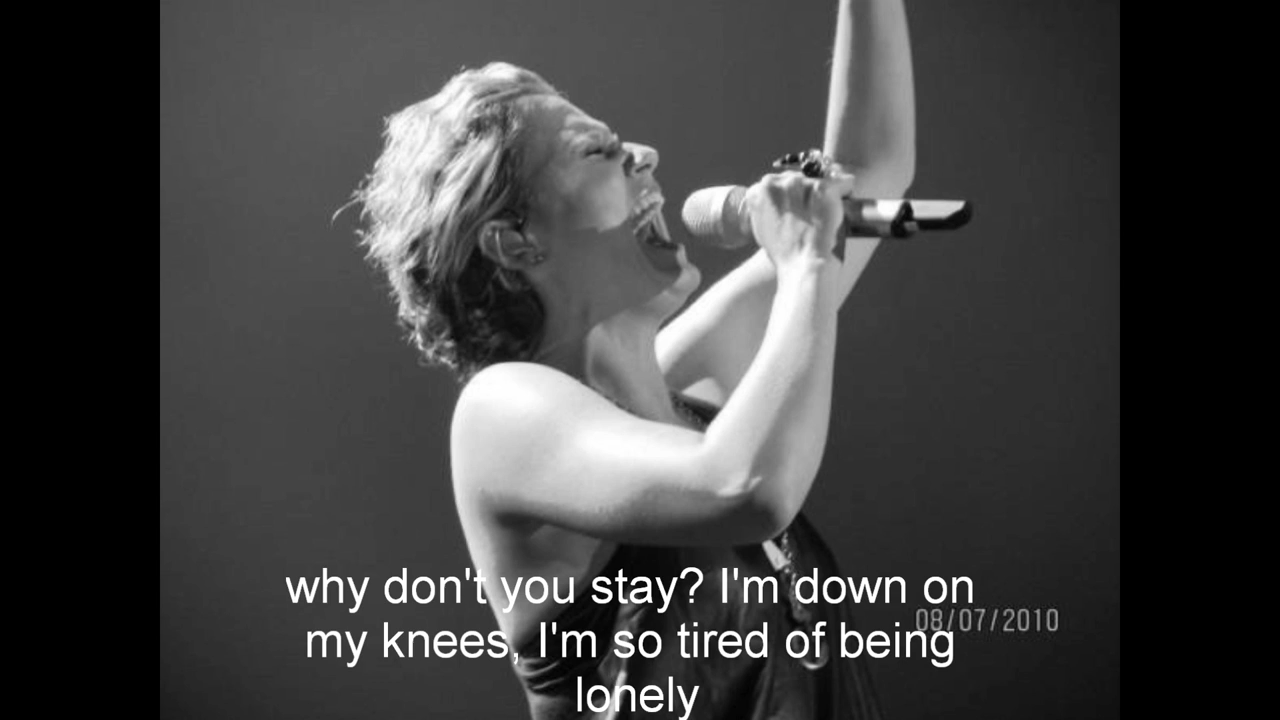 why don't you stay? I'm down on
08/07/2010
my knees, I'm so tired of being
lonely